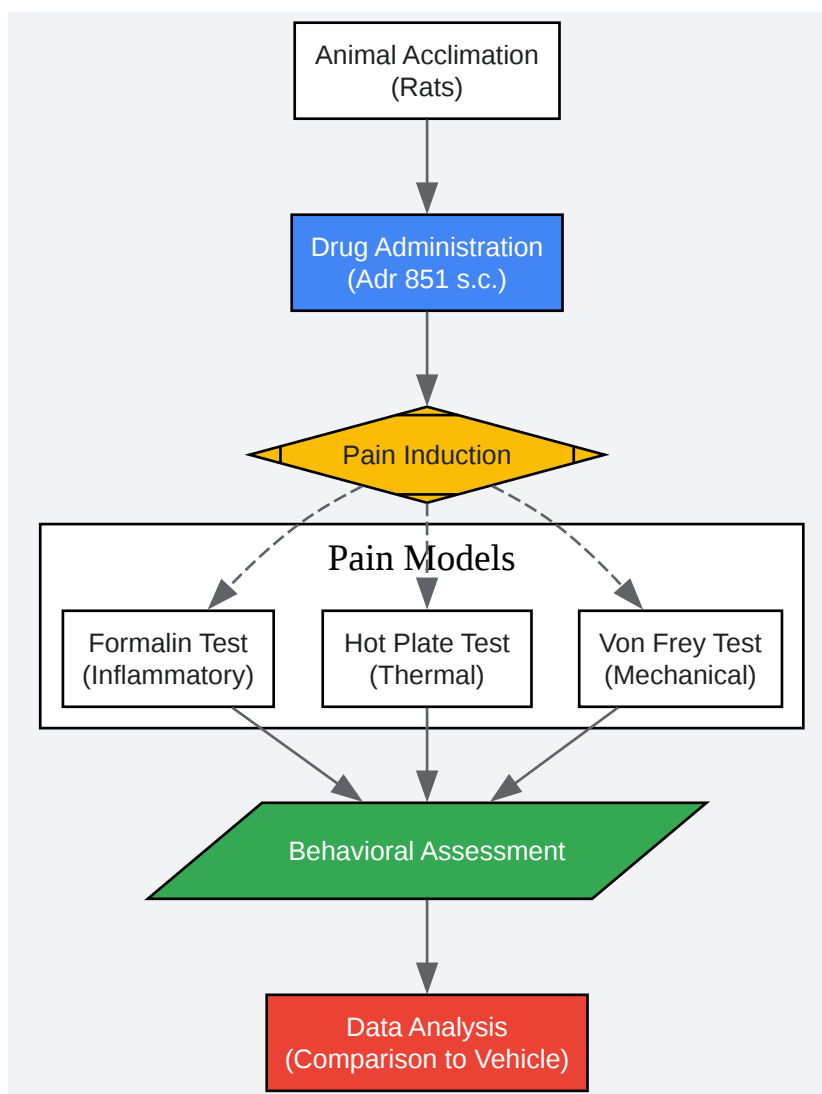 Animal Acclimation
(Rats)
Drug Administration
(Adr 851 s.c.)
Pain Induction
Pain Models
Formalin Test
(Inflammatory)
Hot Plate Test
(Thermal)
Von Frey Test
(Mechanical)
Behavioral Assessment
Data Analysis
(Comparison to Vehicle)